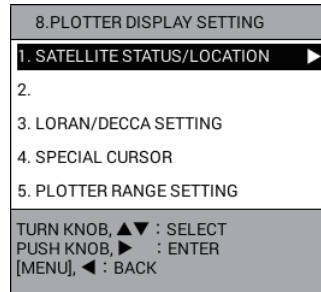 8.PLOTTER DISPLAY SETTING
1. SATELLITE STATUS/LOCATION ▶
2.
3. LORAN/DECCA SETTING
4. SPECIAL CURSOR
5. PLOTTER RANGE SETTING
TURN KNOB, ▲▼ : SELECT
PUSH KNOB, ▶ : ENTER
[MENU], ◀ : BACK